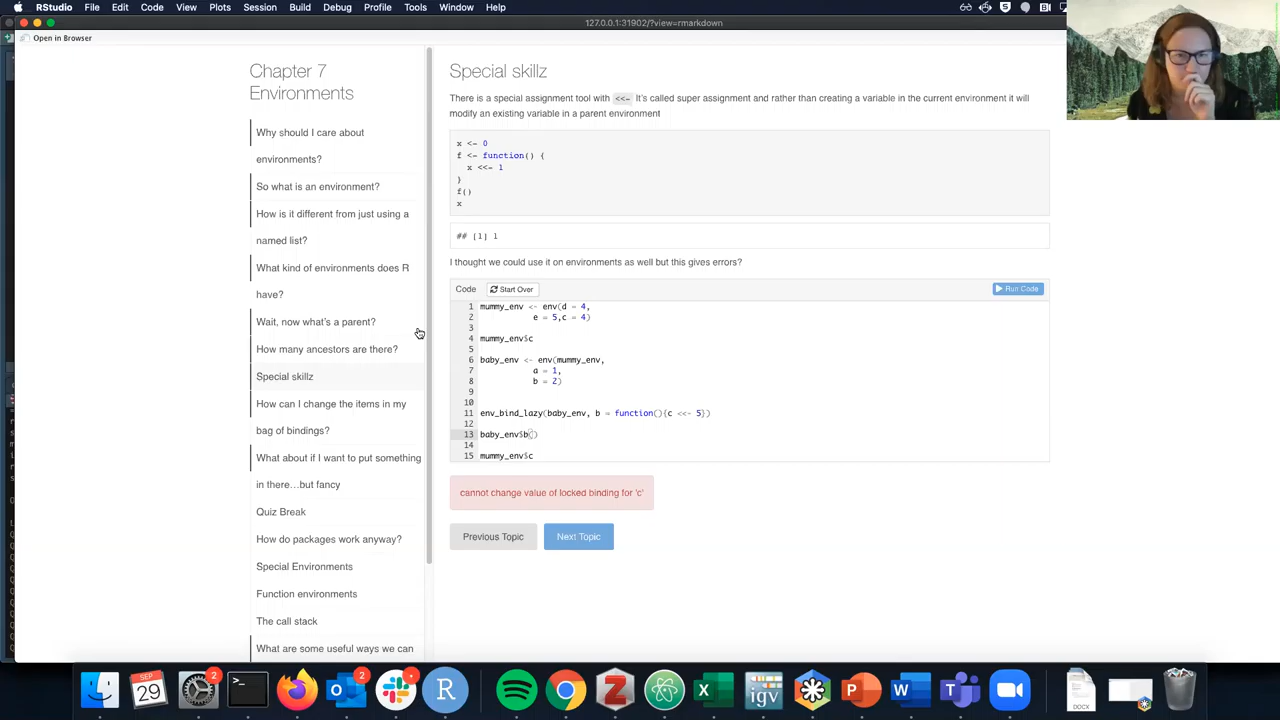 RStudio File Edit Code View Plots Session Build Debug Profile Tools Window Help
127.0.0.1:31902/?view=rmarkdown
Open in Browser
Chapter 7
Environments
Why should I care about
environments?
So what is an environment?
How is it different from just using a
named list?
What kind of environments does R
have?
Wait, now what's a parent?
How many ancestors are there?
Special skillz
How can I change the items in my
bag of bindings?
What about if I want to put something
in there...but fancy
Quiz Break
How do packages work anyway?
Special Environments
Function environments
The call stack
What are some useful ways we can
Special skillz
There is a special assignment tool with <<- It's called super assignment and rather than creating a variable in the current environment it will
modify an existing variable in a parent environment
x <- 0
f <- function() {
x <<- 1
}
f()
x
## [1] 1
I thought we could use it on environments as well but this gives errors?
Code Start Over Run Code
1 mummy_env <- env(d = 4,
2 e = 5,c = 4)
3
4 mummy_env$c
5
6 baby_env <- env(mummy_env,
7 a = 1,
8 b = 2)
9
10
11 env_bind_lazy(baby_env, b = function(){c <<- 5})
12
13 baby_env$b()
14
15 mummy_env$c
cannot change value of locked binding for 'c'
Previous Topic Next Topic
SEP
29
2
>_
2
R
Z
X
igv
P
W
T
DOCX